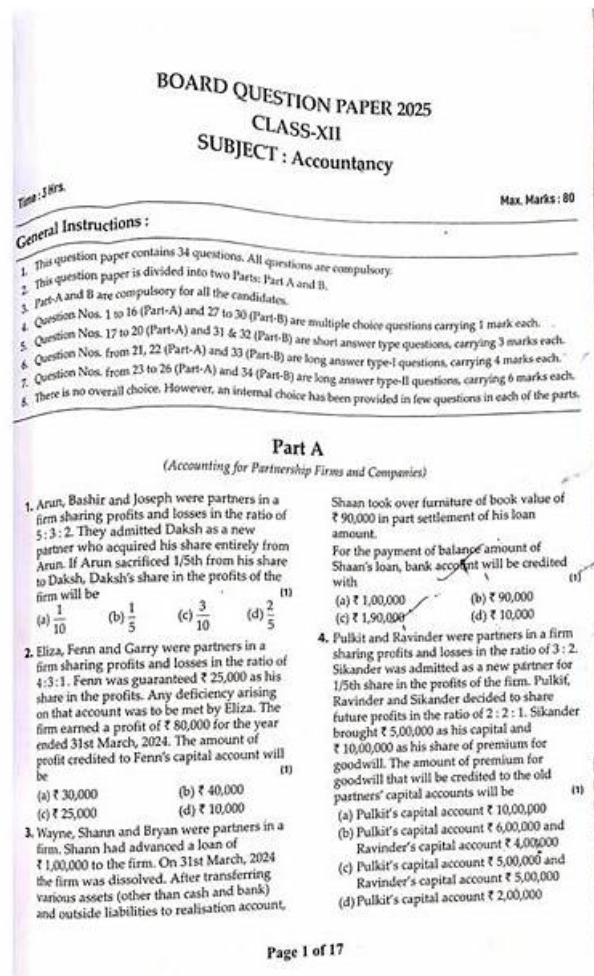 BOARD QUESTION PAPER 2025
CLASS-XII
SUBJECT : Accountancy
Time : 3 Hrs.
Max. Marks : 80
General Instructions :
1. This question paper contains 34 questions. All questions are compulsory.
2. This question paper is divided into two Parts: Part A and B.
3. Part-A and B are compulsory for all the candidates.
4. Question Nos. 1 to 16 (Part-A) and 27 to 30 (Part-B) are multiple choice questions carrying 1 mark each.
5. Question Nos. 17 to 20 (Part-A) and 31 & 32 (Part-B) are short answer type questions, carrying 3 marks each.
6. Question Nos. from 21, 22 (Part-A) and 33 (Part-B) are long answer type-I questions, carrying 4 marks each.
7. Question Nos. from 23 to 26 (Part-A) and 34 (Part-B) are long answer type-II questions, carrying 6 marks each.
8. There is no overall choice. However, an internal choice has been provided in few questions in each of the parts.
Part A
(Accounting for Partnership Firms and Companies)
1. Arun, Bashir and Joseph were partners in a
firm sharing profits and losses in the ratio of
5 : 3 : 2. They admitted Daksh as a new
partner who acquired his share entirely from
Arun. If Arun sacrificed 1/5th from his share
to Daksh, Daksh's share in the profits of the
firm will be (1)
(a) 1/10 (b) 1/5 (c) 3/10 (d) 2/5
2. Eliza, Fenn and Garry were partners in a
firm sharing profits and losses in the ratio of
4:3:1. Fenn was guaranteed ₹ 25,000 as his
share in the profits. Any deficiency arising
on that account was to be met by Eliza. The
firm earned a profit of ₹ 80,000 for the year
ended 31st March, 2024. The amount of
profit credited to Fenn's capital account will
be (1)
(a) ₹ 30,000 (b) ₹ 40,000
(c) ₹ 25,000 (d) ₹ 10,000
3. Wayne, Shann and Bryan were partners in a
firm. Shann had advanced a loan of
₹ 1,00,000 to the firm. On 31st March, 2024
the firm was dissolved. After transferring
various assets (other than cash and bank)
and outside liabilities to realisation account,
Shaan took over furniture of book value of
₹ 90,000 in part settlement of his loan
amount.
For the payment of balance amount of
Shaan's loan, bank account will be credited
with (1)
(a) ₹ 1,00,000 (b) ₹ 90,000
(c) ₹ 1,90,000 (d) ₹ 10,000
4. Pulkit and Ravinder were partners in a firm
sharing profits and losses in the ratio of 3 : 2.
Sikander was admitted as a new partner for
1/5th share in the profits of the firm. Pulkit,
Ravinder and Sikander decided to share
future profits in the ratio of 2 : 2 : 1. Sikander
brought ₹ 5,00,000 as his capital and
₹ 10,00,000 as his share of premium for
goodwill. The amount of premium for
goodwill that will be credited to the old
partners' capital accounts will be (1)
(a) Pulkit's capital account ₹ 10,00,000
(b) Pulkit's capital account ₹ 6,00,000 and
Ravinder's capital account ₹ 4,00,000
(c) Pulkit's capital account ₹ 5,00,000 and
Ravinder's capital account ₹ 5,00,000
(d) Pulkit's capital account ₹ 2,00,000
Page 1 of 17